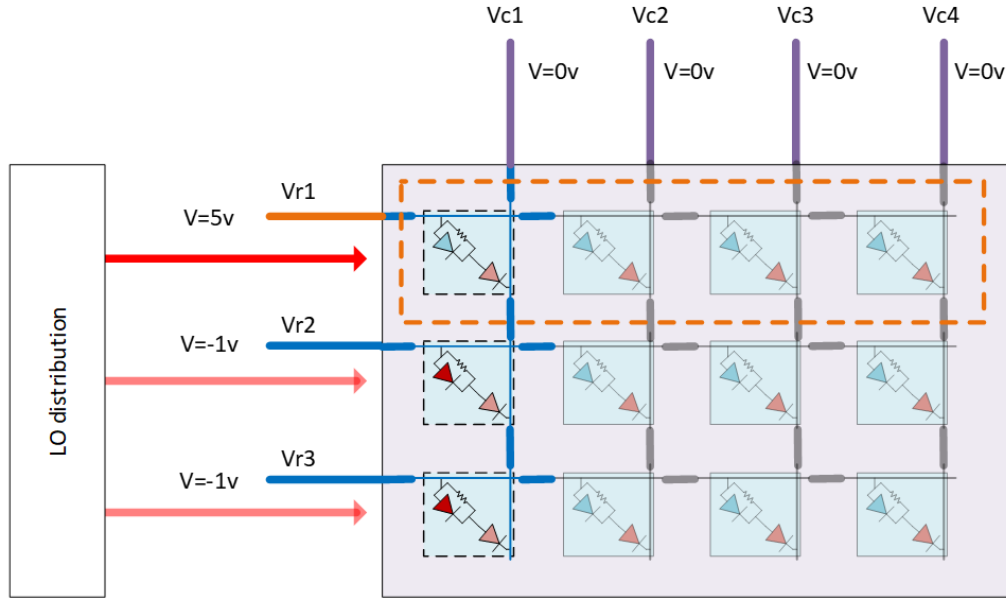 Vc1 Vc2 Vc3 Vc4
V=0v V=0v V=0v V=0v
Vr1
V=5v
Vr2
V=-1v
Vr3
V=-1v
LO distribution